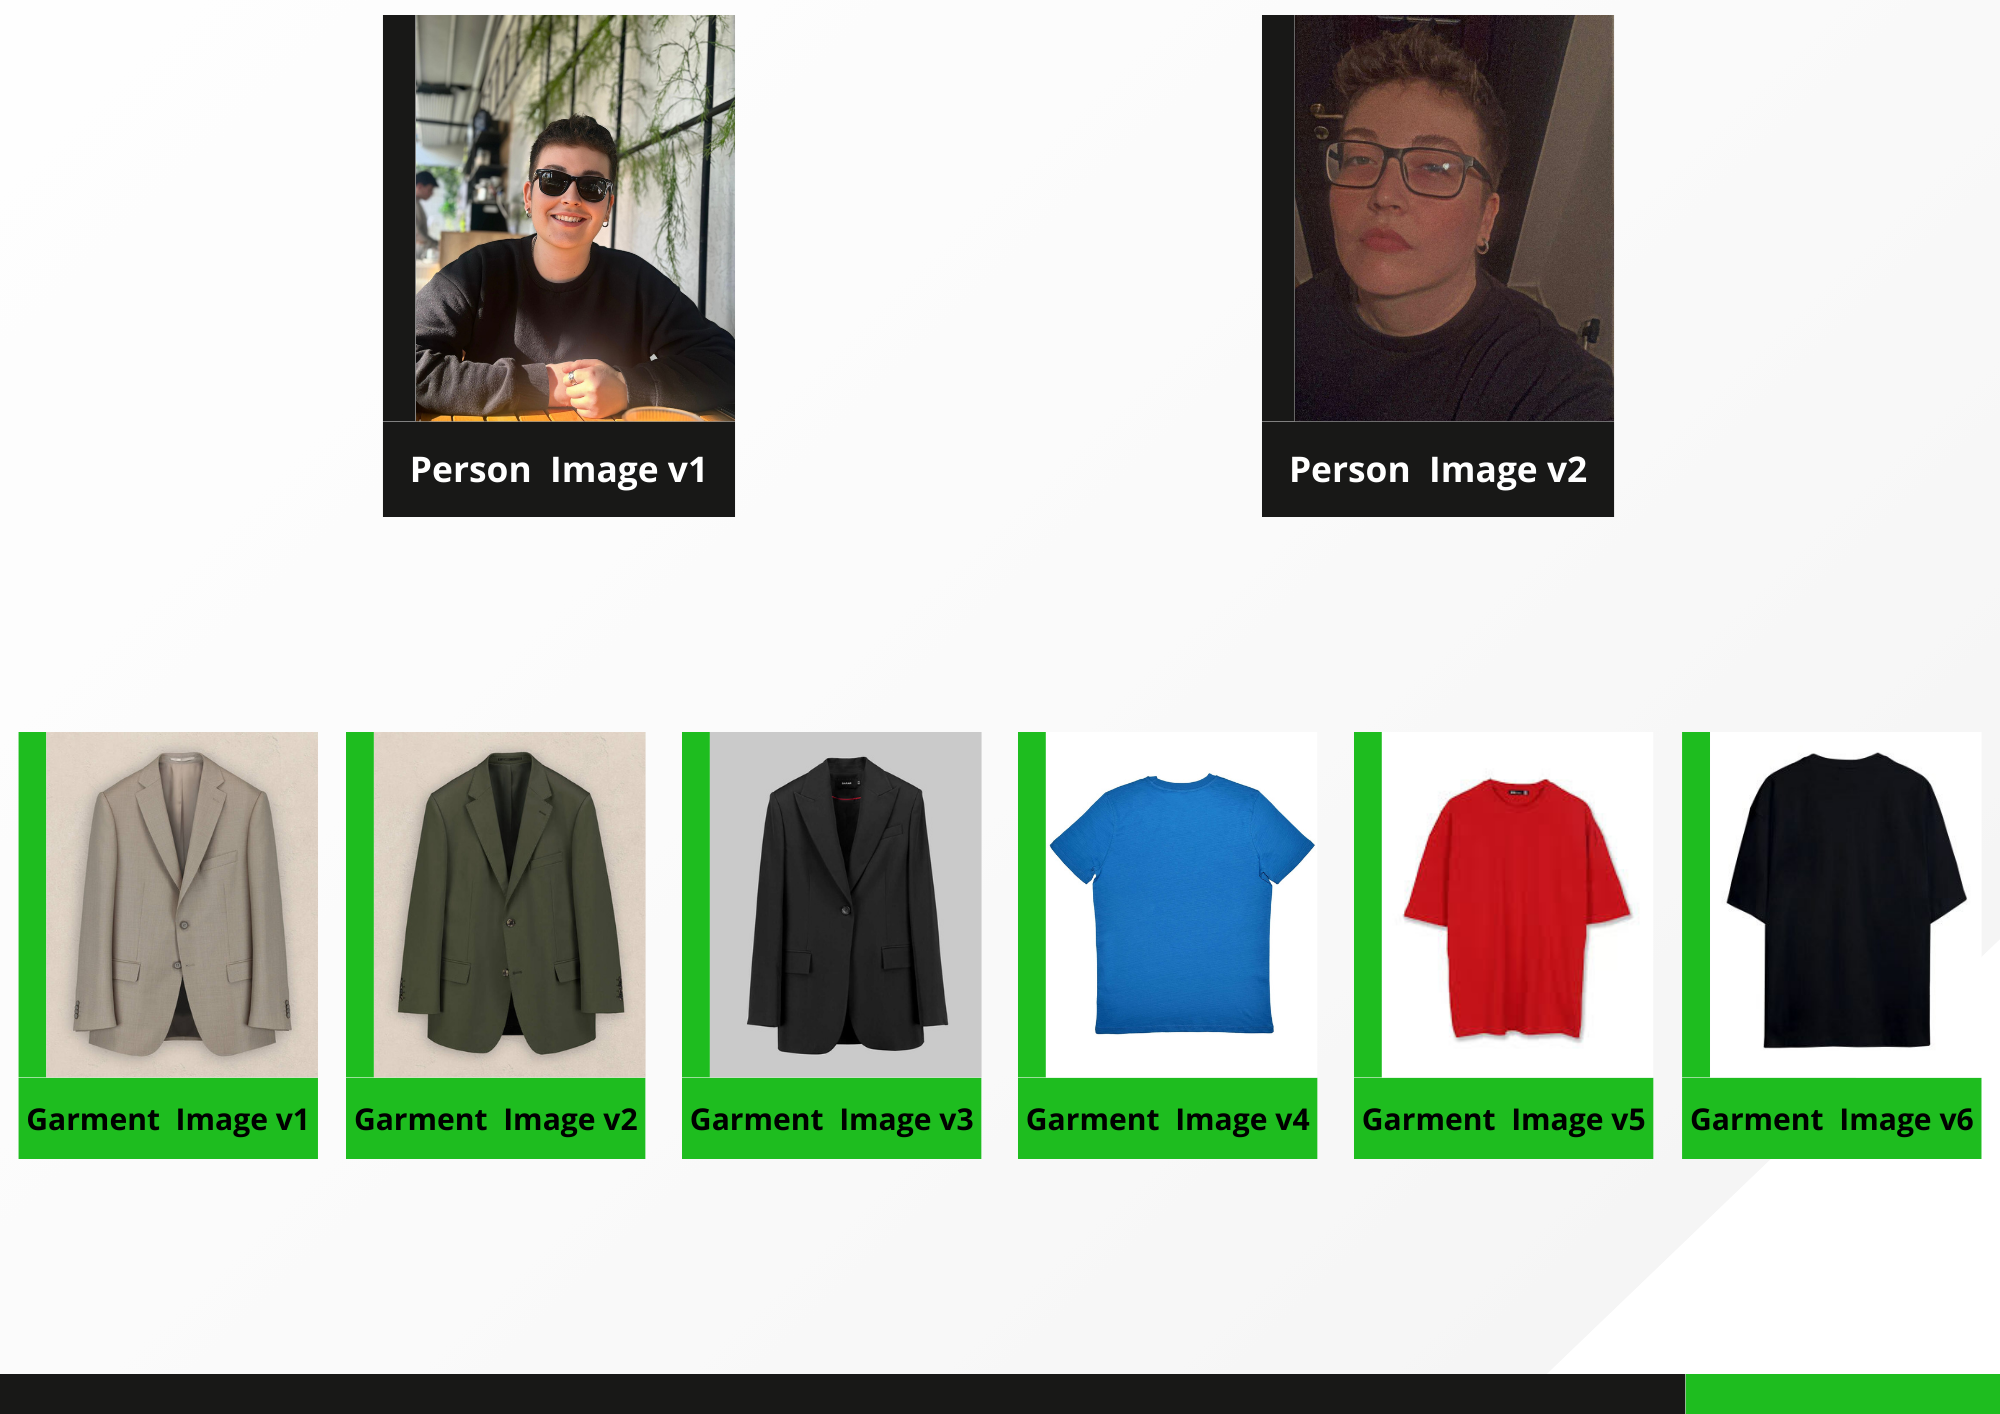 Person Image v1
Person Image v2
Garment Image v1
Garment Image v2
Garment Image v3
Garment Image v4
Garment Image v5
Garment Image v6